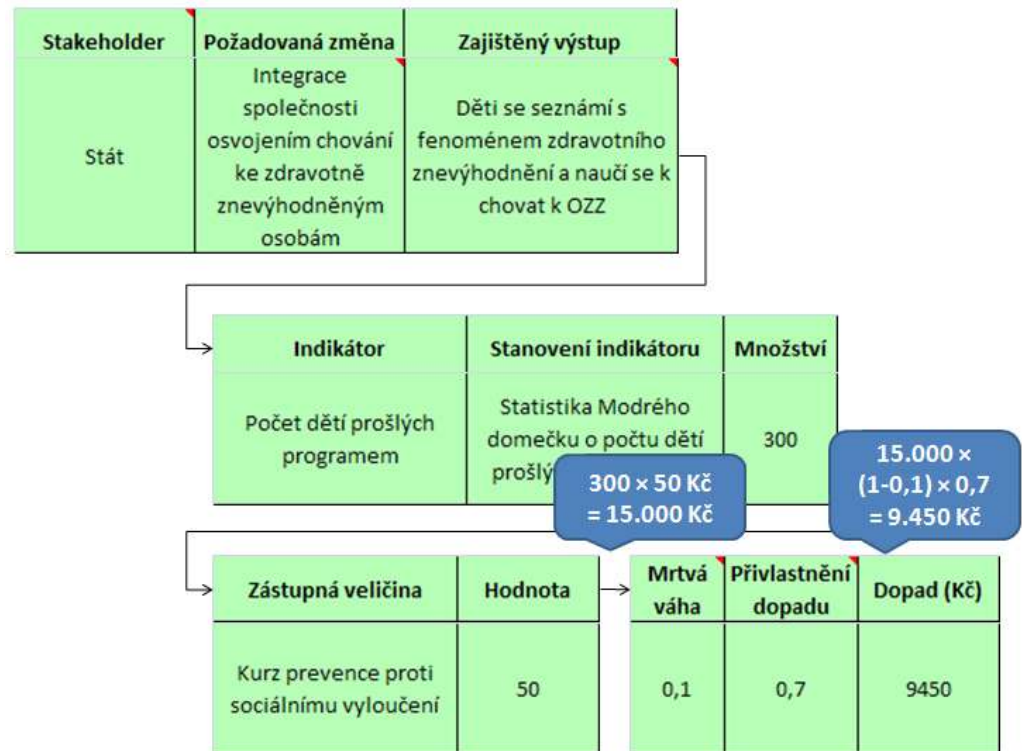 Stakeholder
Požadovaná změna
Zajištěný výstup
Stát
Integrace
společnosti
osvojením chování
ke zdravotně
znevýhodněným
osobám
Děti se seznámí s
fenoménem zdravotního
znevýhodnění a naučí se k
chovat k OZZ
Indikátor
Stanovení indikátoru
Množství
Počet dětí prošlých
programem
Statistika Modrého
domečku o počtu dětí
300
300 × 50 Kč
= 15.000 Kč
15.000 ×
(1-0,1) × 0,7
= 9.450 Kč
Zástupná veličina
Hodnota
Mrtvá
váha
Přivlastnění
dopadu
Dopad (Kč)
Kurz prevence proti
sociálnímu vyloučení
50
0,1
0,7
9450